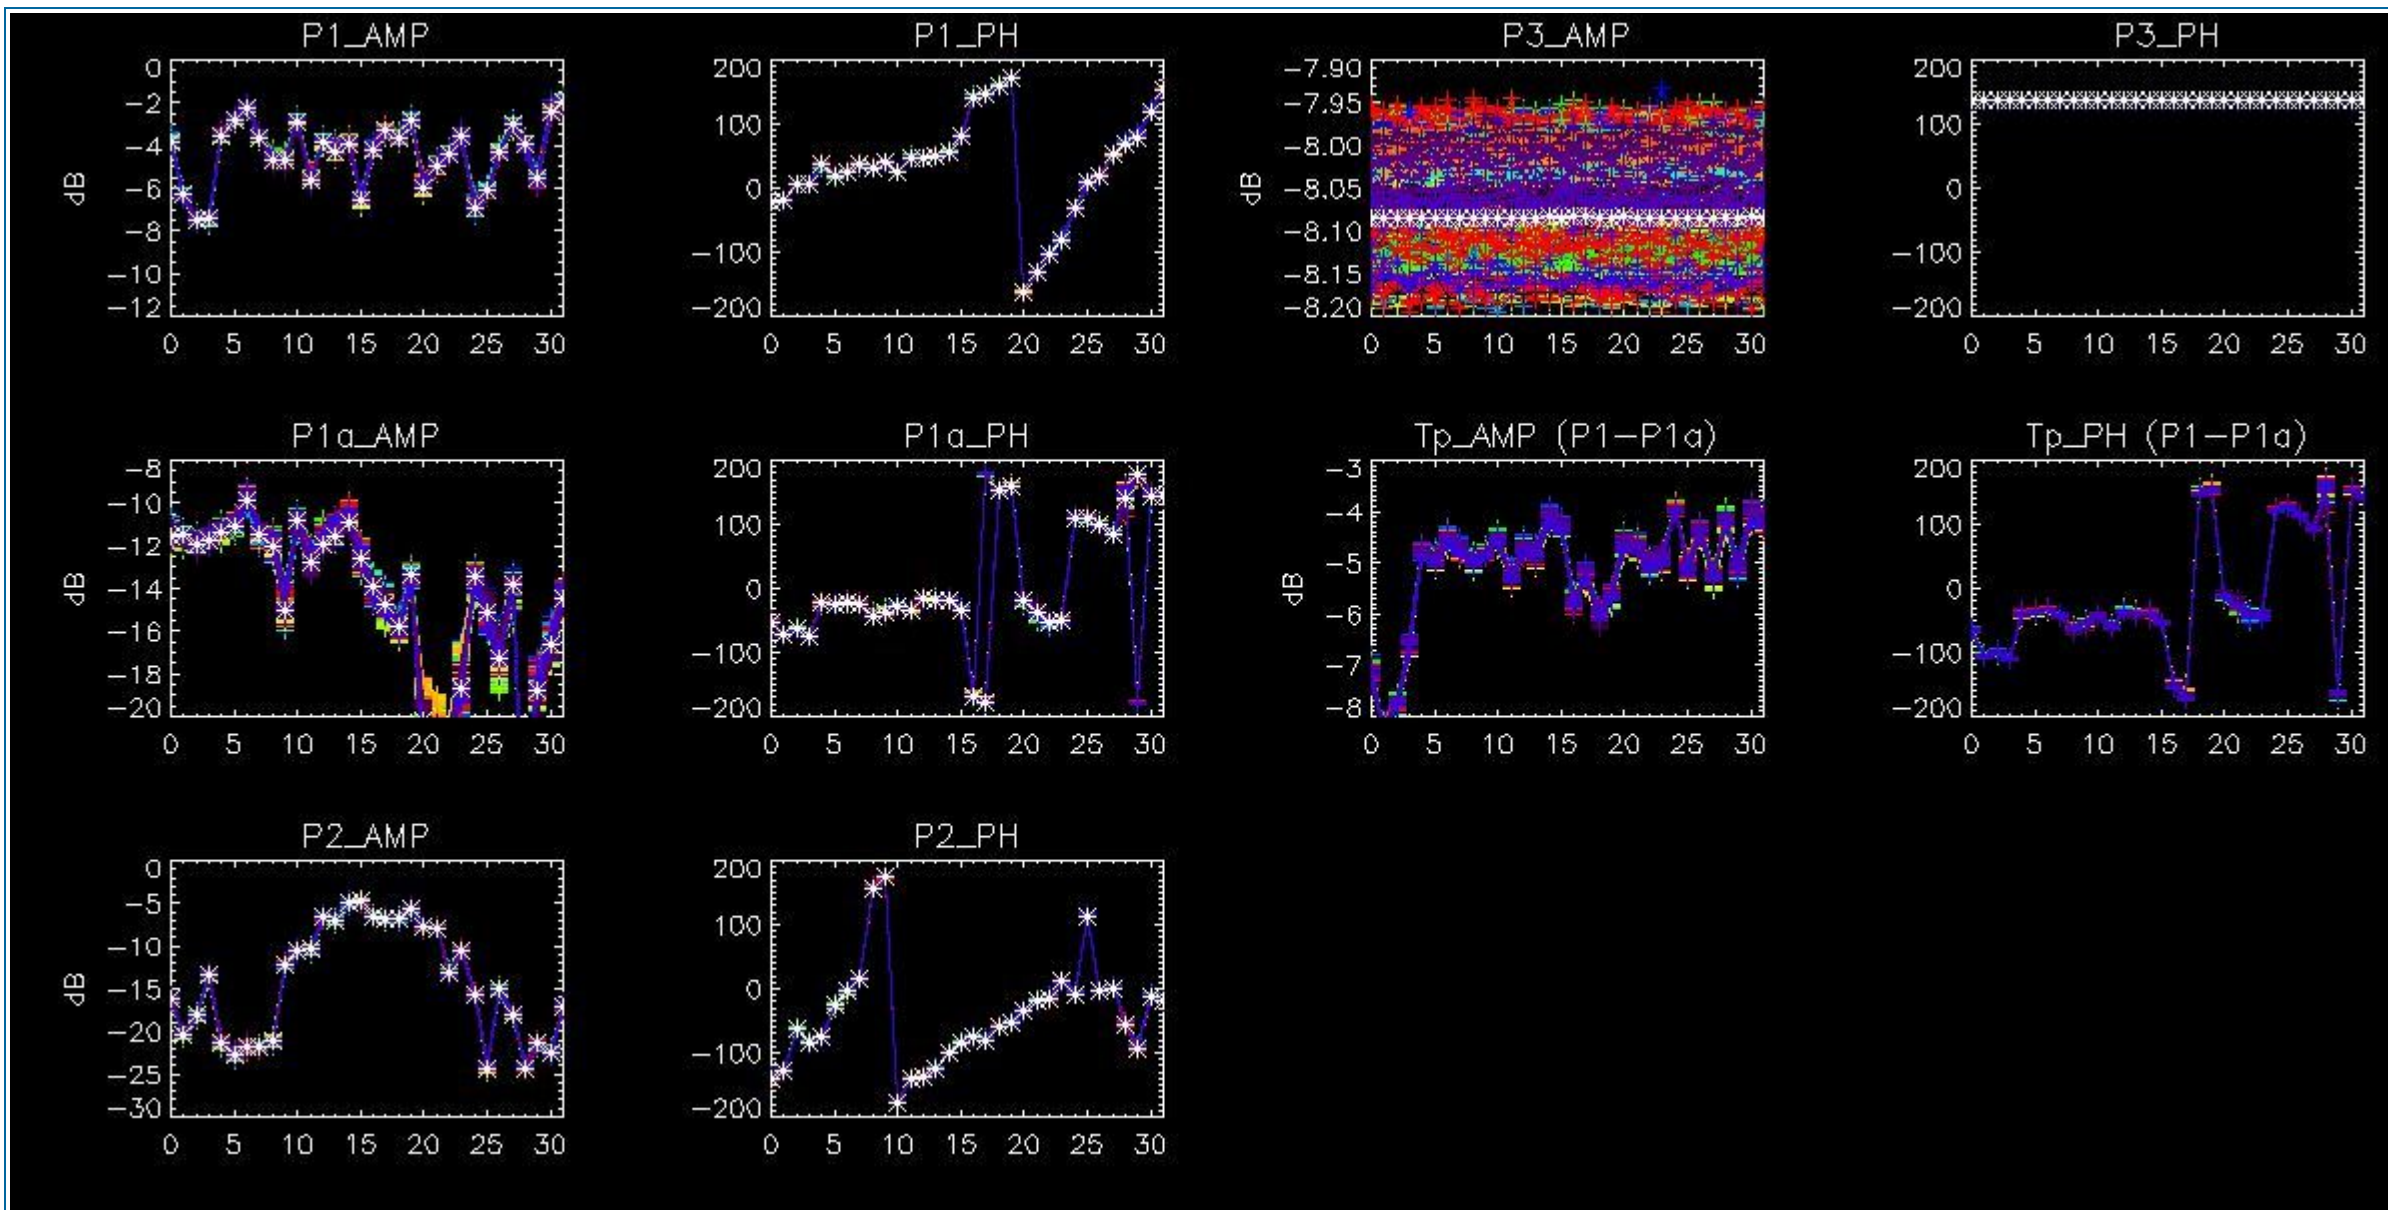 P1_AMP P1_PH P3_AMP P3_PH
0 200 −7.90 200
−2 100 −7.95 100
−4 0 −8.00 0
−6 −100 −8.05 −100
−8 −200 −8.10 −200
−10 −8.15
−12 −8.20
dB dB
0 5 10 15 20 25 30 0 5 10 15 20 25 30 0 5 10 15 20 25 30 0 5 10 15 20 25 30
P1a_AMP P1a_PH Tp_AMP (P1−P1a) Tp_PH (P1−P1a)
−8 200 −3 200
−10 100 −4 100
−12 0 −5 0
−14 −100 −6 −100
−16 −200 −7 −200
−18 −8
−20
dB dB
0 5 10 15 20 25 30 0 5 10 15 20 25 30 0 5 10 15 20 25 30 0 5 10 15 20 25 30
P2_AMP P2_PH
0 200
−5 100
−10 0
−15 −100
−20 −200
−25
−30
dB
0 5 10 15 20 25 30 0 5 10 15 20 25 30